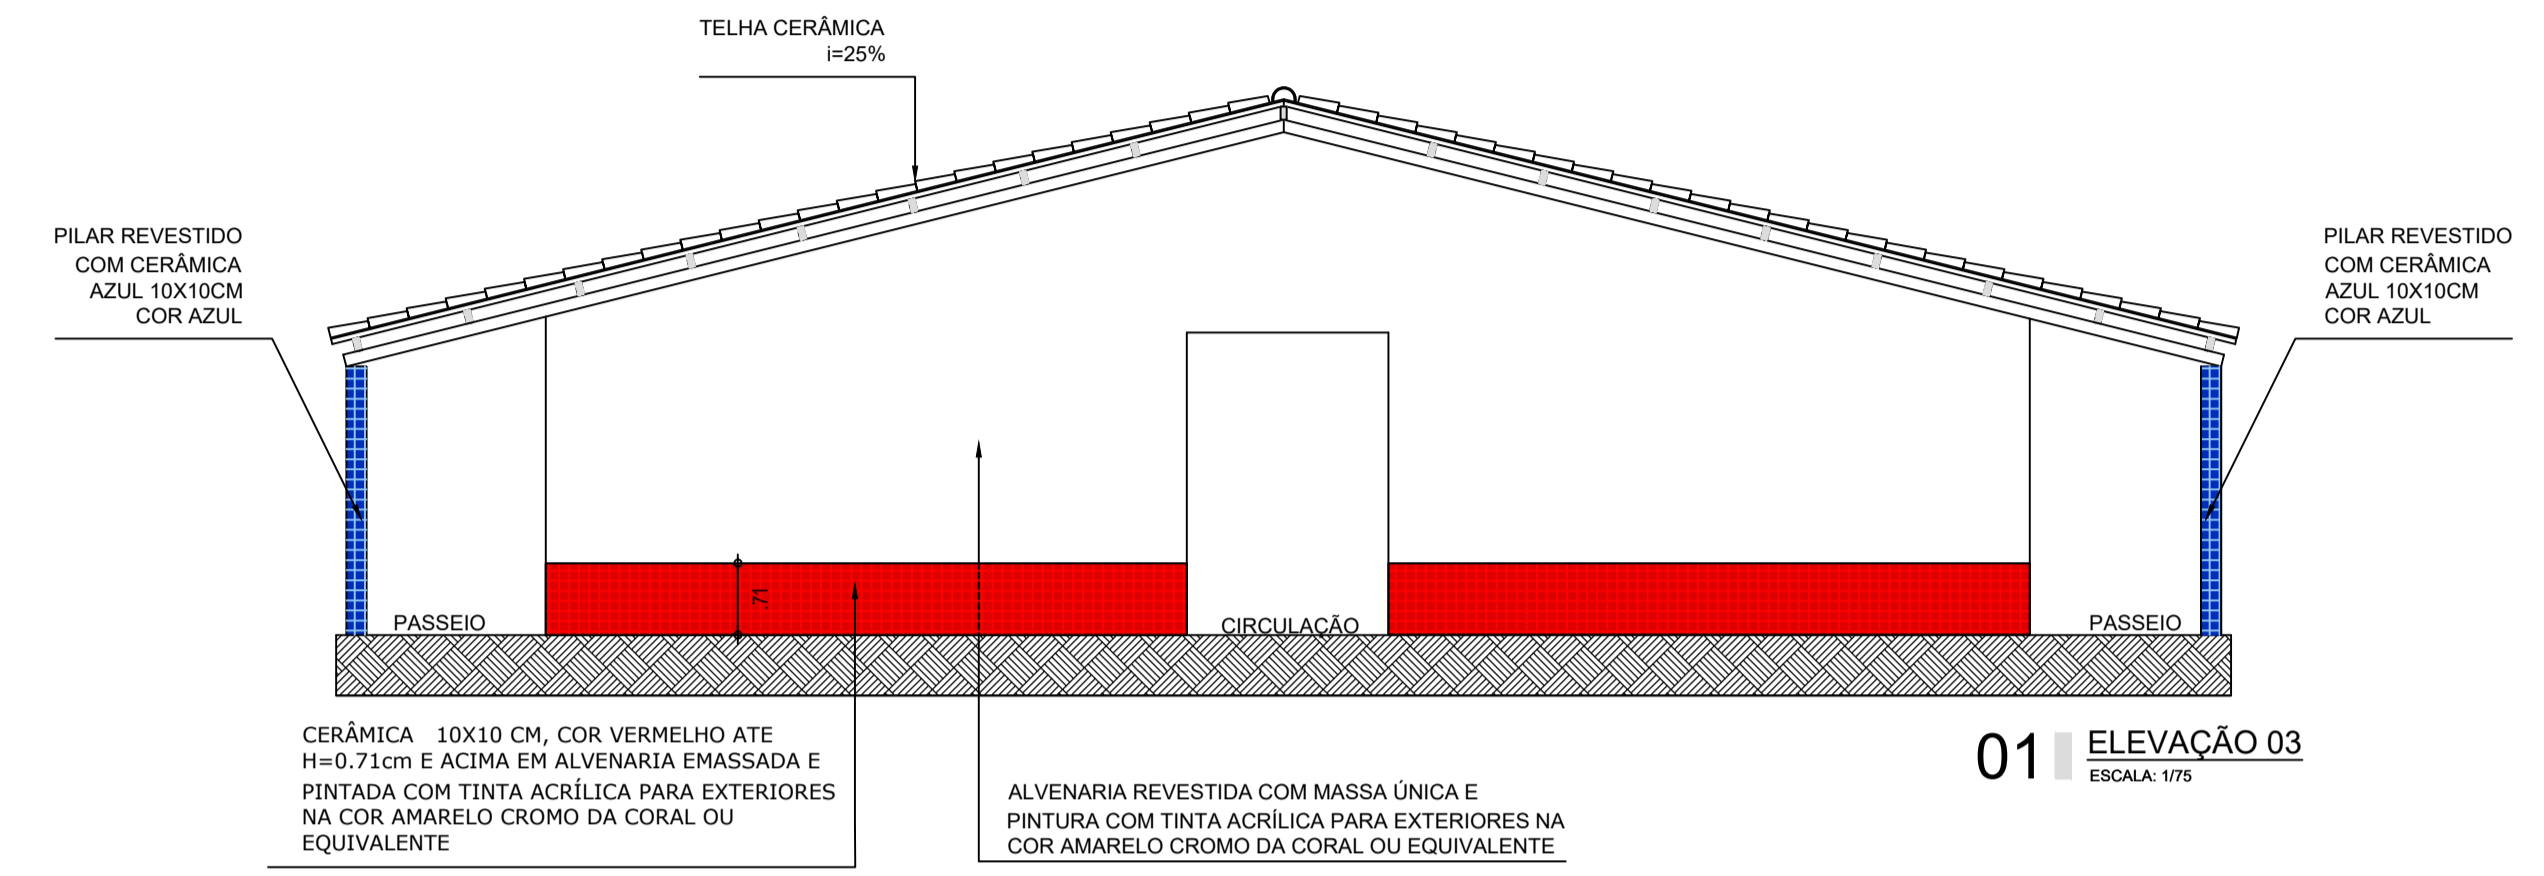 TELHA CERÂMICA
i=25%
PILAR REVESTIDO
COM CERÂMICA
AZUL 10X10CM
COR AZUL
PILAR REVESTIDO
COM CERÂMICA
AZUL 10X10CM
COR AZUL
.71
PASSEIO
CIRCULAÇÃO
PASSEIO
CERÂMICA 10X10 CM, COR VERMELHO ATE
H=0.71cm E ACIMA EM ALVENARIA EMASSADA E
PINTADA COM TINTA ACRÍLICA PARA EXTERIORES
NA COR AMARELO CROMO DA CORAL OU
EQUIVALENTE
ALVENARIA REVESTIDA COM MASSA ÚNICA E
PINTURA COM TINTA ACRÍLICA PARA EXTERIORES NA
COR AMARELO CROMO DA CORAL OU EQUIVALENTE
01 ELEVAÇÃO 03
ESCALA: 1/75